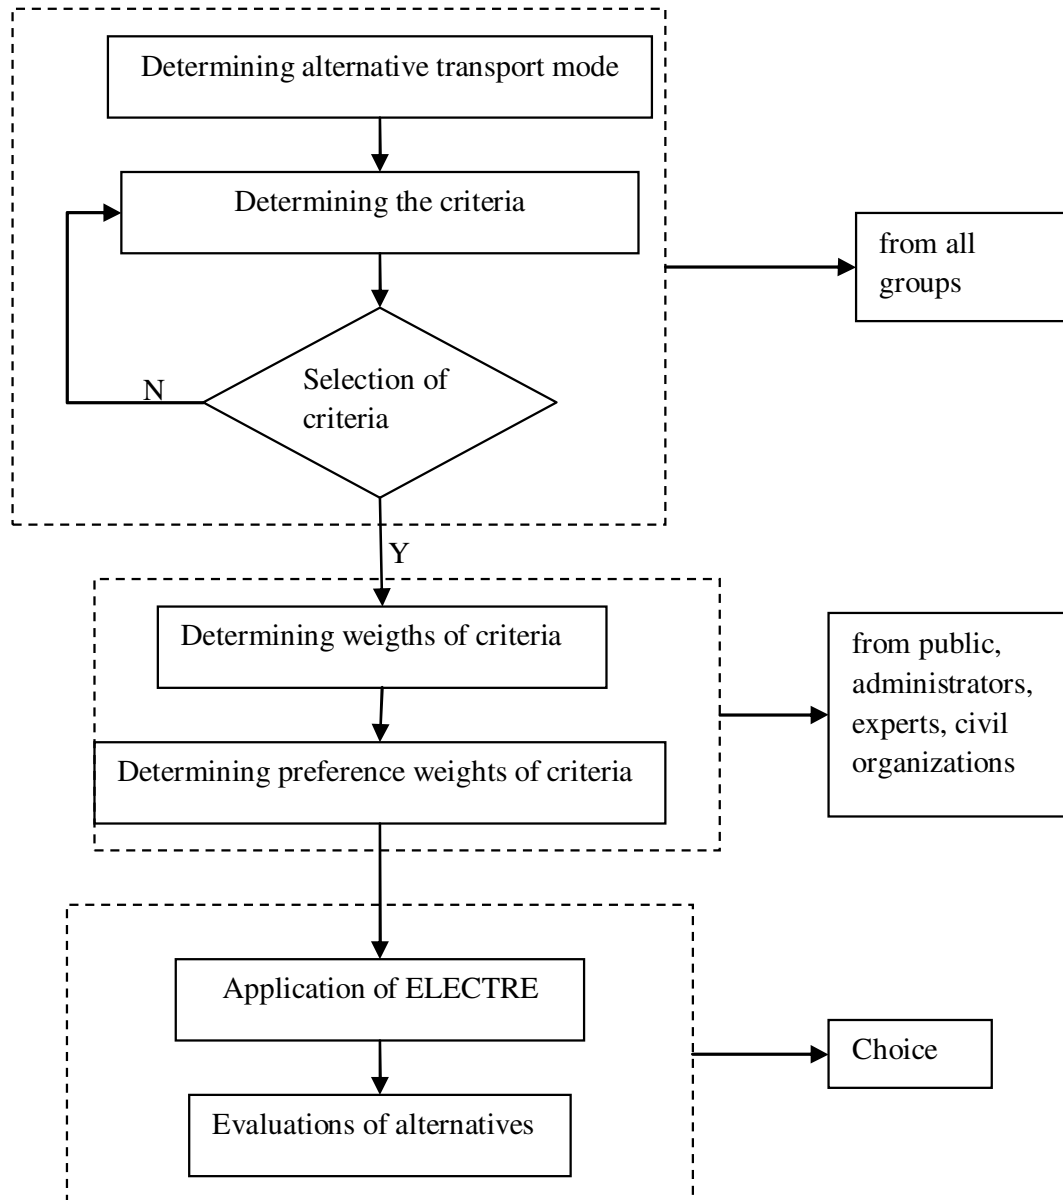 Determining alternative transport mode
Determining the criteria
from all
groups
Selection of
criteria
N
Y
Determining weigths of criteria
from public,
administrators,
experts, civil
organizations
Determining preference weights of criteria
Application of ELECTRE
Choice
Evaluations of alternatives